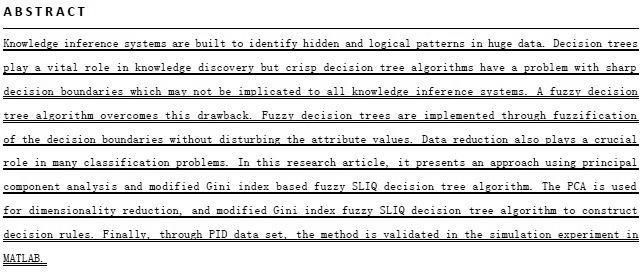 ABSTRACT
Knowledge inference systems are built to identify hidden and logical patterns in huge data. Decision trees
play a vital role in knowledge discovery but crisp decision tree algorithms have a problem with sharp
decision boundaries which may not be implicated to all knowledge inference systems. A fuzzy decision
tree algorithm overcomes this drawback. Fuzzy decision trees are implemented through fuzzification
of the decision boundaries without disturbing the attribute values. Data reduction also plays a crucial
role in many classification problems. In this research article, it presents an approach using principal
component analysis and modified Gini index based fuzzy SLIQ decision tree algorithm. The PCA is used
for dimensionality reduction, and modified Gini index fuzzy SLIQ decision tree algorithm to construct
decision rules. Finally, through PID data set, the method is validated in the simulation experiment in
MATLAB.